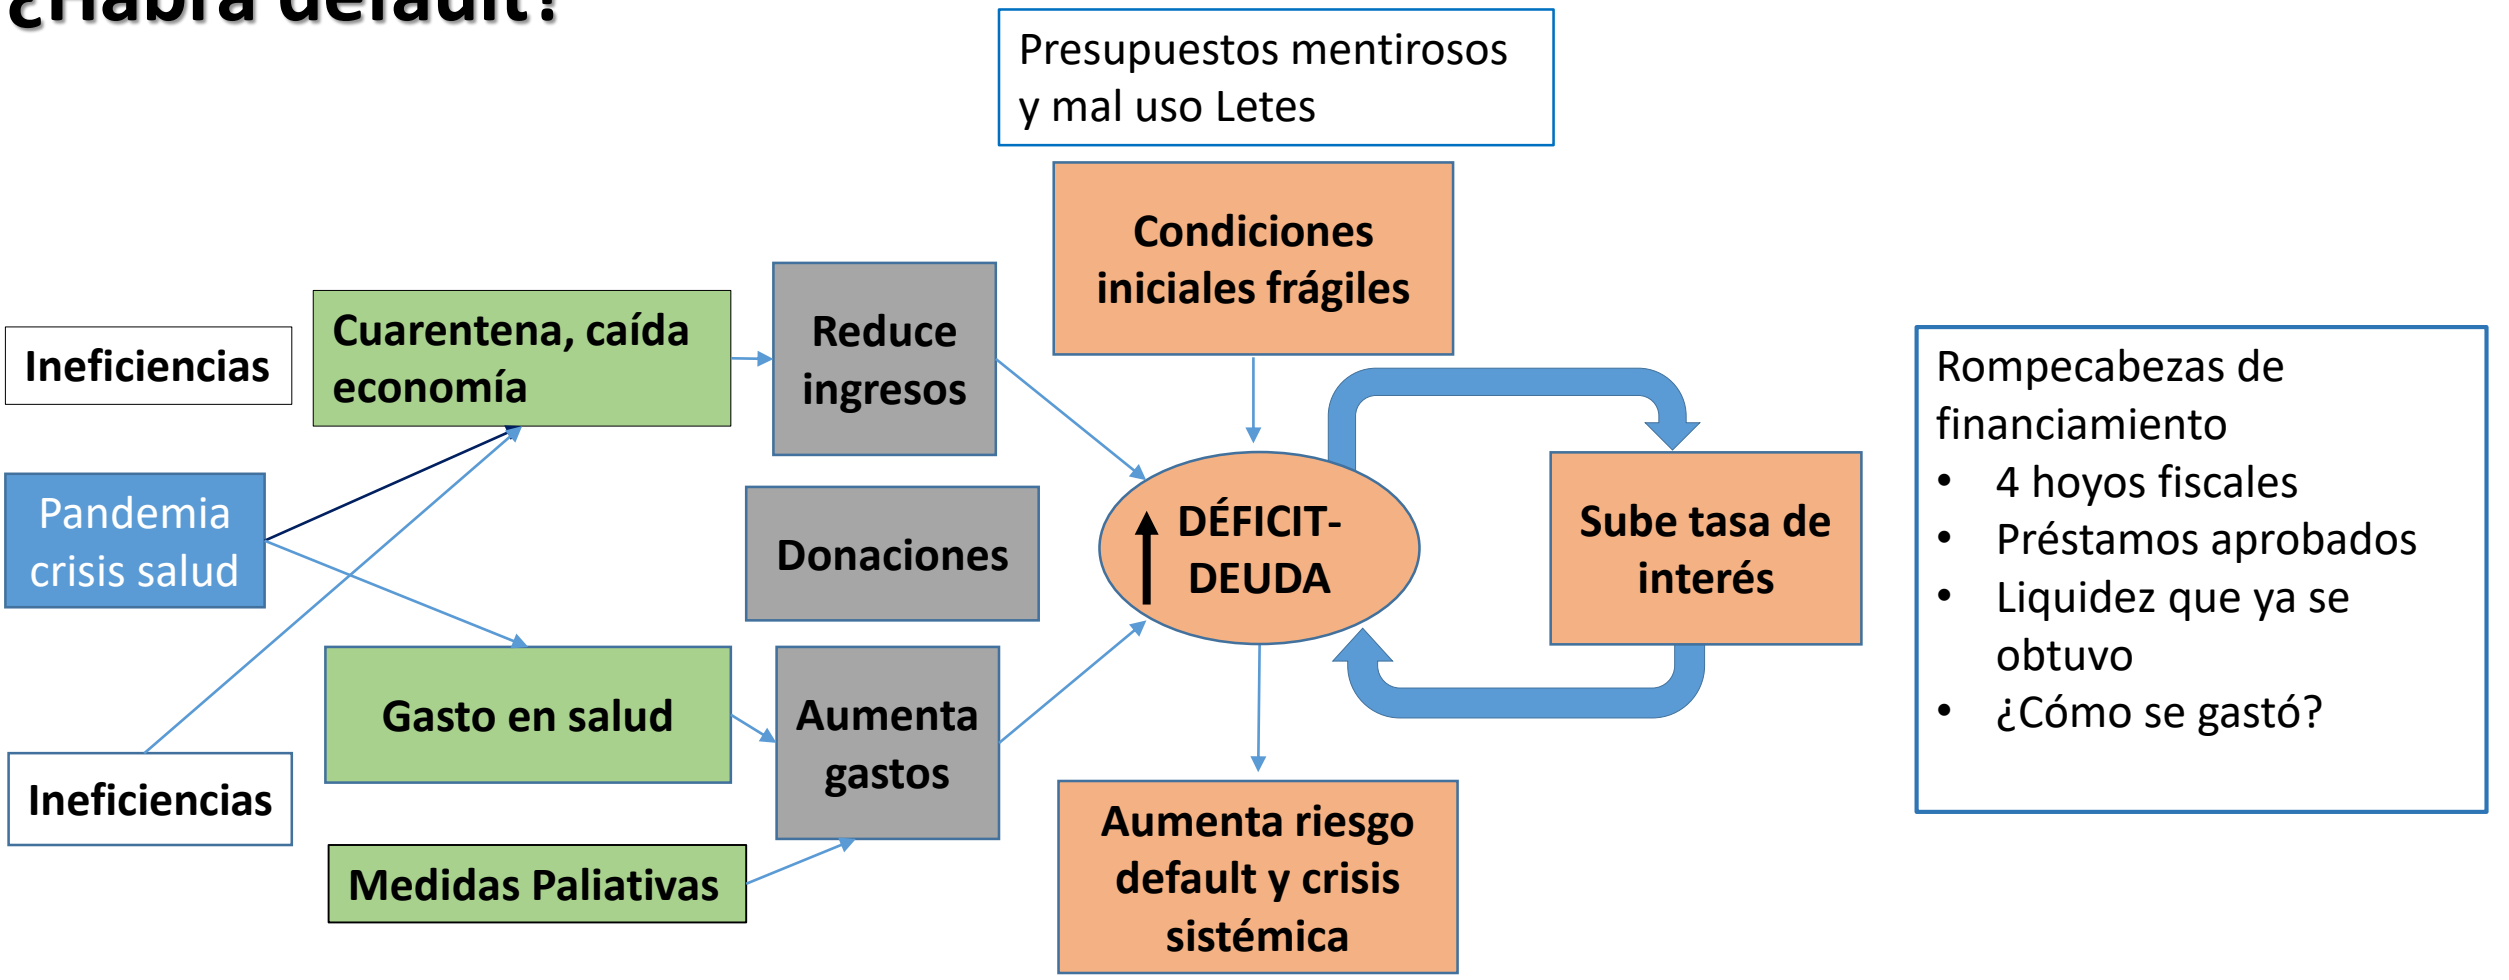 ¿Habrá default?
Presupuestos mentirosos
y mal uso Letes
Condiciones
iniciales frágiles
Ineficiencias
Cuarentena, caída
economía
Reduce
ingresos
Pandemia
crisis salud
Donaciones
DÉFICIT-
DEUDA
Sube tasa de
interés
Gasto en salud
Aumenta
gastos
Ineficiencias
Medidas Paliativas
Aumenta riesgo
default y crisis
sistémica
Rompecabezas de
financiamiento
• 4 hoyos fiscales
• Préstamos aprobados
• Liquidez que ya se
obtuvo
• ¿Cómo se gastó?